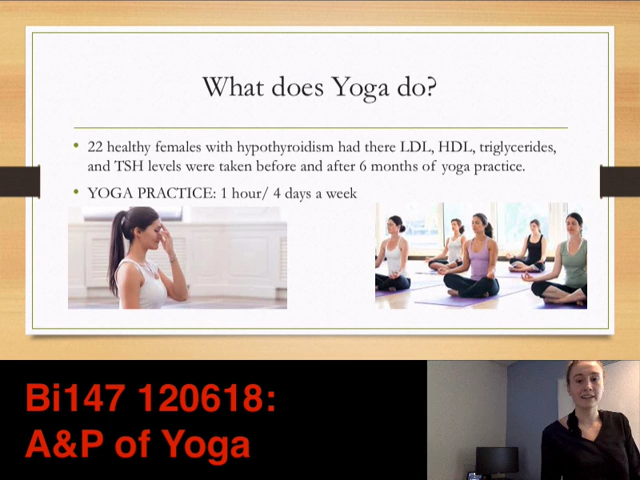 What does Yoga do?
• 22 healthy females with hypothyroidism had there LDL, HDL, triglycerides,
and TSH levels were taken before and after 6 months of yoga practice.
• YOGA PRACTICE: 1 hour/ 4 days a week
Bi147 120618:
A&P of Yoga